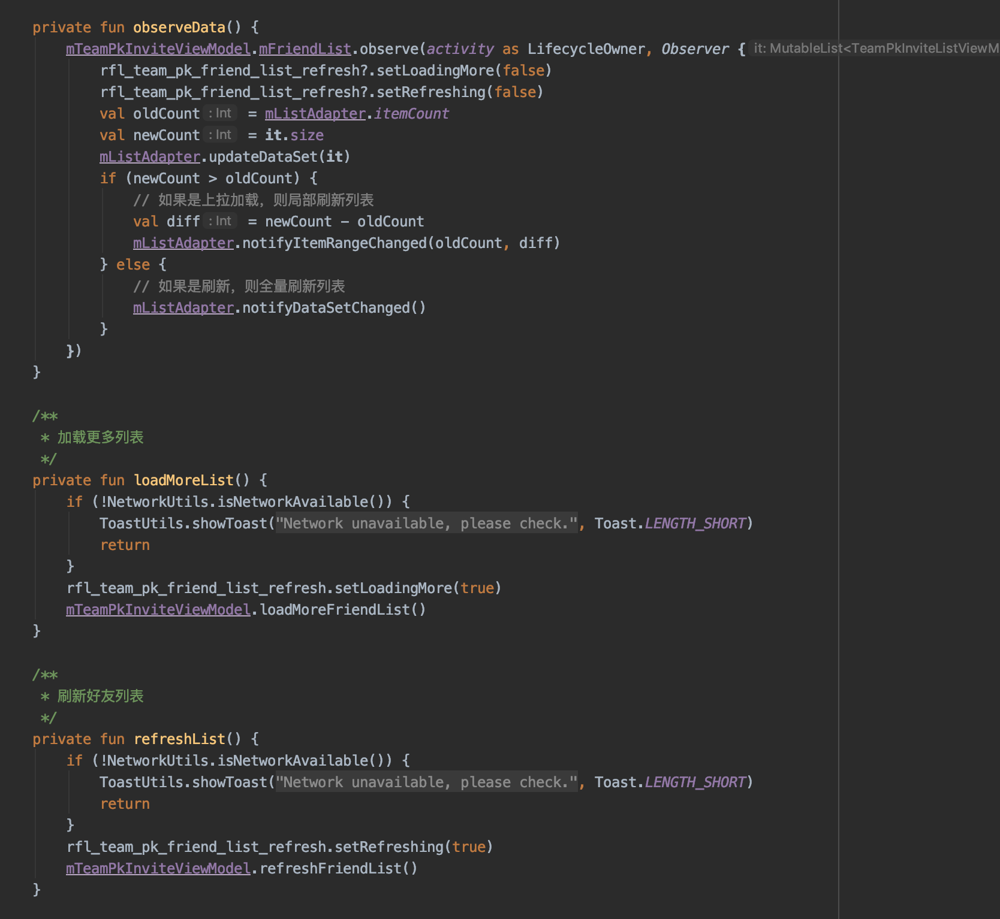 private fun observeData() {
mTeamPkInviteViewModel.mFriendList.observe(activity as LifecycleOwner, Observer { it: MutableList<TeamPkInviteListViewM
rfl_team_pk_friend_list_refresh?.setLoadingMore(false)
rfl_team_pk_friend_list_refresh?.setRefreshing(false)
val oldCount : Int = mListAdapter.itemCount
val newCount : Int = it.size
mListAdapter.updateDataSet(it)
if (newCount > oldCount) {
// 如果是上拉加载，则局部刷新列表
val diff : Int = newCount - oldCount
mListAdapter.notifyItemRangeChanged(oldCount, diff)
} else {
// 如果是刷新，则全量刷新列表
mListAdapter.notifyDataSetChanged()
}
})
}
/**
* 加载更多列表
*/
private fun loadMoreList() {
if (!NetworkUtils.isNetworkAvailable()) {
ToastUtils.showToast("Network unavailable, please check.", Toast.LENGTH_SHORT)
return
}
rfl_team_pk_friend_list_refresh.setLoadingMore(true)
mTeamPkInviteViewModel.loadMoreFriendList()
}
/**
* 刷新好友列表
*/
private fun refreshList() {
if (!NetworkUtils.isNetworkAvailable()) {
ToastUtils.showToast("Network unavailable, please check.", Toast.LENGTH_SHORT)
return
}
rfl_team_pk_friend_list_refresh.setRefreshing(true)
mTeamPkInviteViewModel.refreshFriendList()
}